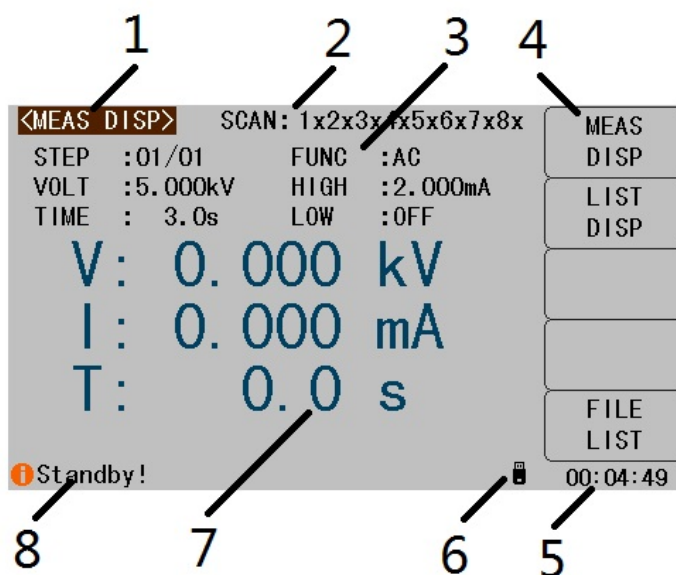 1 2 3 4
<MEAS DISP> SCAN: 1x2x3x4x5x6x7x8x
STEP :01/01 FUNC :AC
VOLT :5.000kV HIGH :2.000mA
TIME : 3.0s LOW :OFF
V: 0.000 kV
I: 0.000 mA
T: 0.0 s
MEAS
DISP
LIST
DISP
FILE
LIST
Standby! 00:04:49
8 7 6 5